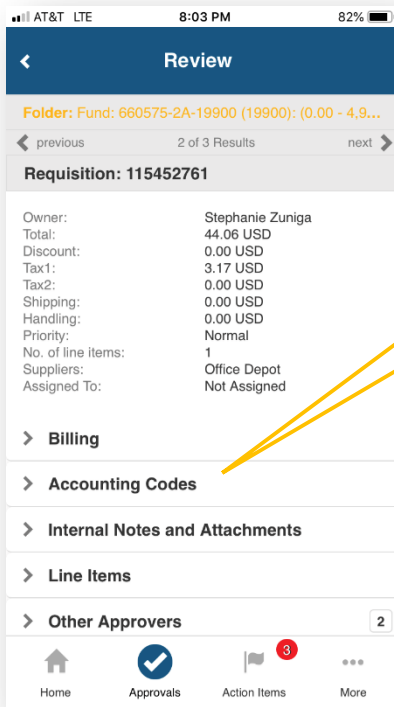 AT&T LTE 8:03 PM 82%
Review
Folder: Fund: 660575-2A-19900 (19900): (0.00 - 4,9...
previous 2 of 3 Results next
Requisition: 115452761
Owner: Stephanie Zuniga
Total: 44.06 USD
Discount: 0.00 USD
Tax1: 3.17 USD
Tax2: 0.00 USD
Shipping: 0.00 USD
Handling: 0.00 USD
Priority: Normal
No. of line items: 1
Suppliers: Office Depot
Assigned To: Not Assigned
Billing
Accounting Codes
Internal Notes and Attachments
Line Items
Other Approvers 2
3
Home Approvals Action Items More